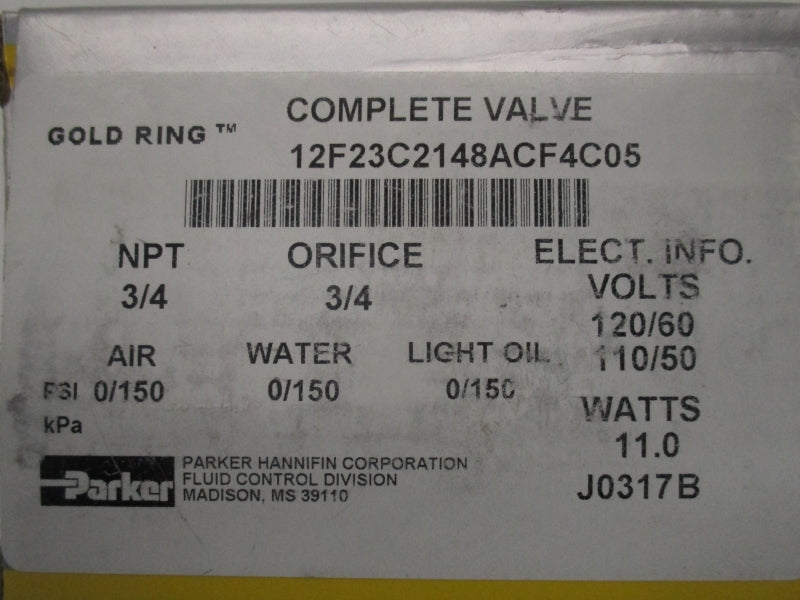 GOLD RING™
COMPLETE VALVE
12F23C2148ACF4C05
NPT
3/4
ORIFICE
3/4
ELECT. INFO.
VOLTS
120/60
110/50
WATTS
11.0
J0317B
AIR WATER LIGHT OIL
PSI 0/150 0/150 0/150
kPa
Parker
PARKER HANNIFIN CORPORATION
FLUID CONTROL DIVISION
MADISON, MS 39110